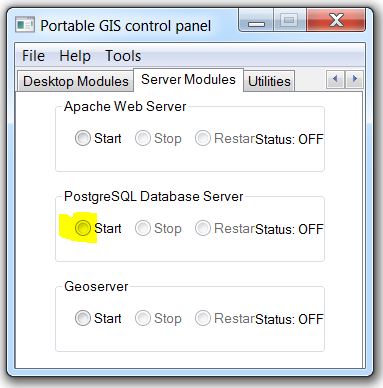 Portable GIS control panel
File Help Tools
Desktop Modules Server Modules Utilities
Apache Web Server
Start Stop Restar Status: OFF
PostgreSQL Database Server
Start Stop Restar Status: OFF
Geoserver
Start Stop Restar Status: OFF